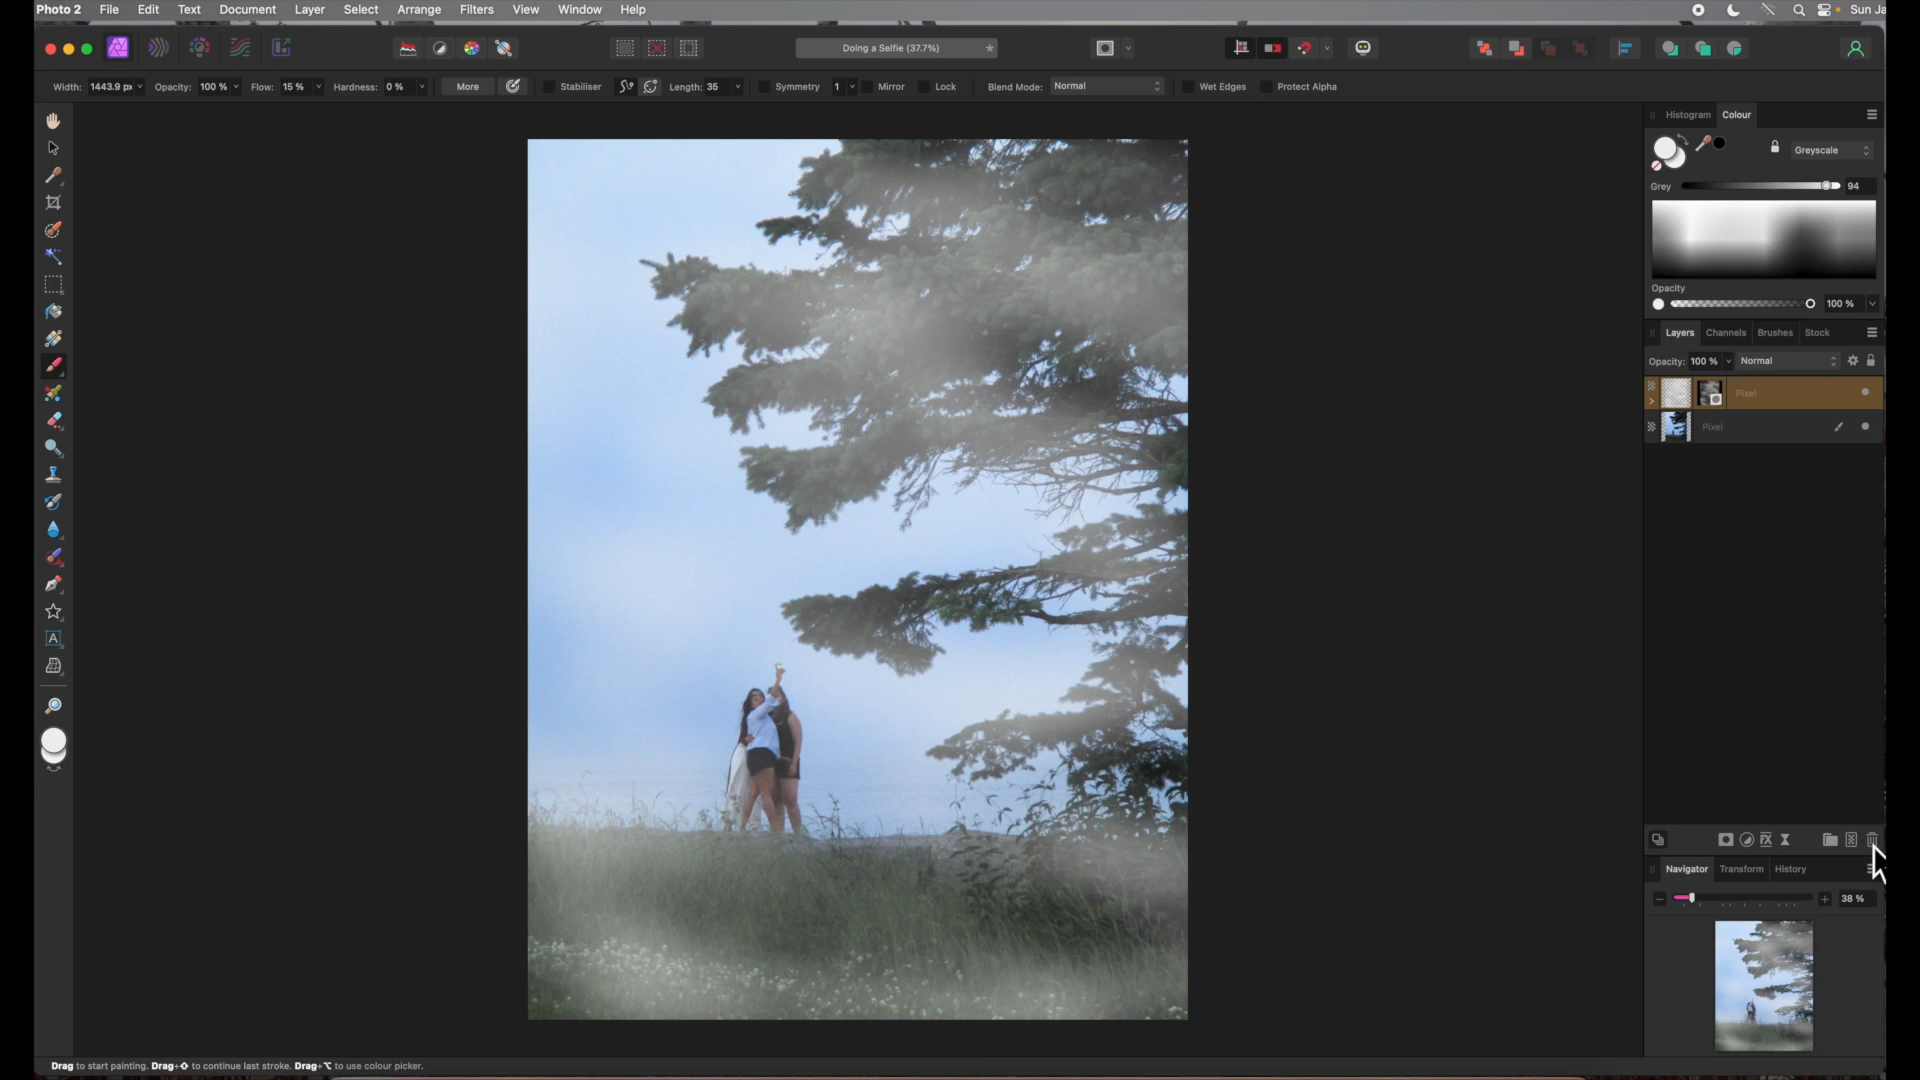 Photo 2 File Edit Text Document Layer Select Arrange Filters View Window Help Sun Ja
Doing a Selfie (37.7%)
Width: 1443.9 px Opacity: 100 % Flow: 15 % Hardness: 0 % More Stabiliser Length: 35 Symmetry 1 Mirror Lock Blend Mode: Normal Wet Edges Protect Alpha
Histogram Colour
Greyscale
Grey 94
Opacity
100 %
Layers Channels Brushes Stock
Opacity: 100 % Normal
Pixel
Pixel
FX
Navigator Transform History
38 %
A
Drag to start painting. Drag+⇧ to continue last stroke. Drag+⌥ to use colour picker.